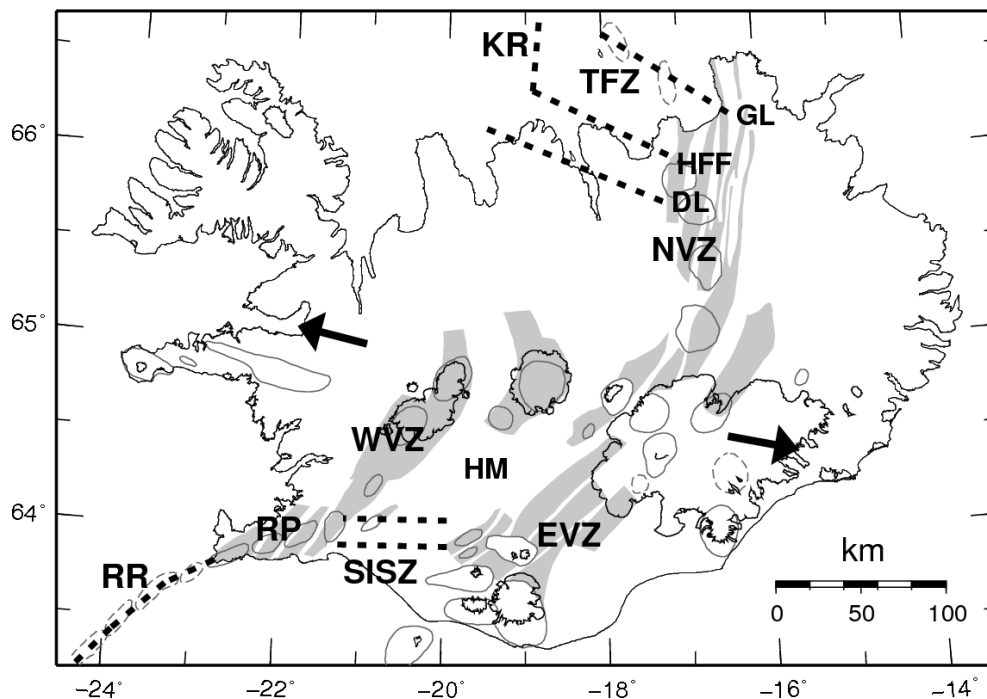 KR
TFZ
GL
66˚
HFF
DL
NVZ
65˚
WVZ
HM
64˚
RP
EVZ
SISZ
RR
km
0 50 100
−24˚ −22˚ −20˚ −18˚ −16˚ −14˚